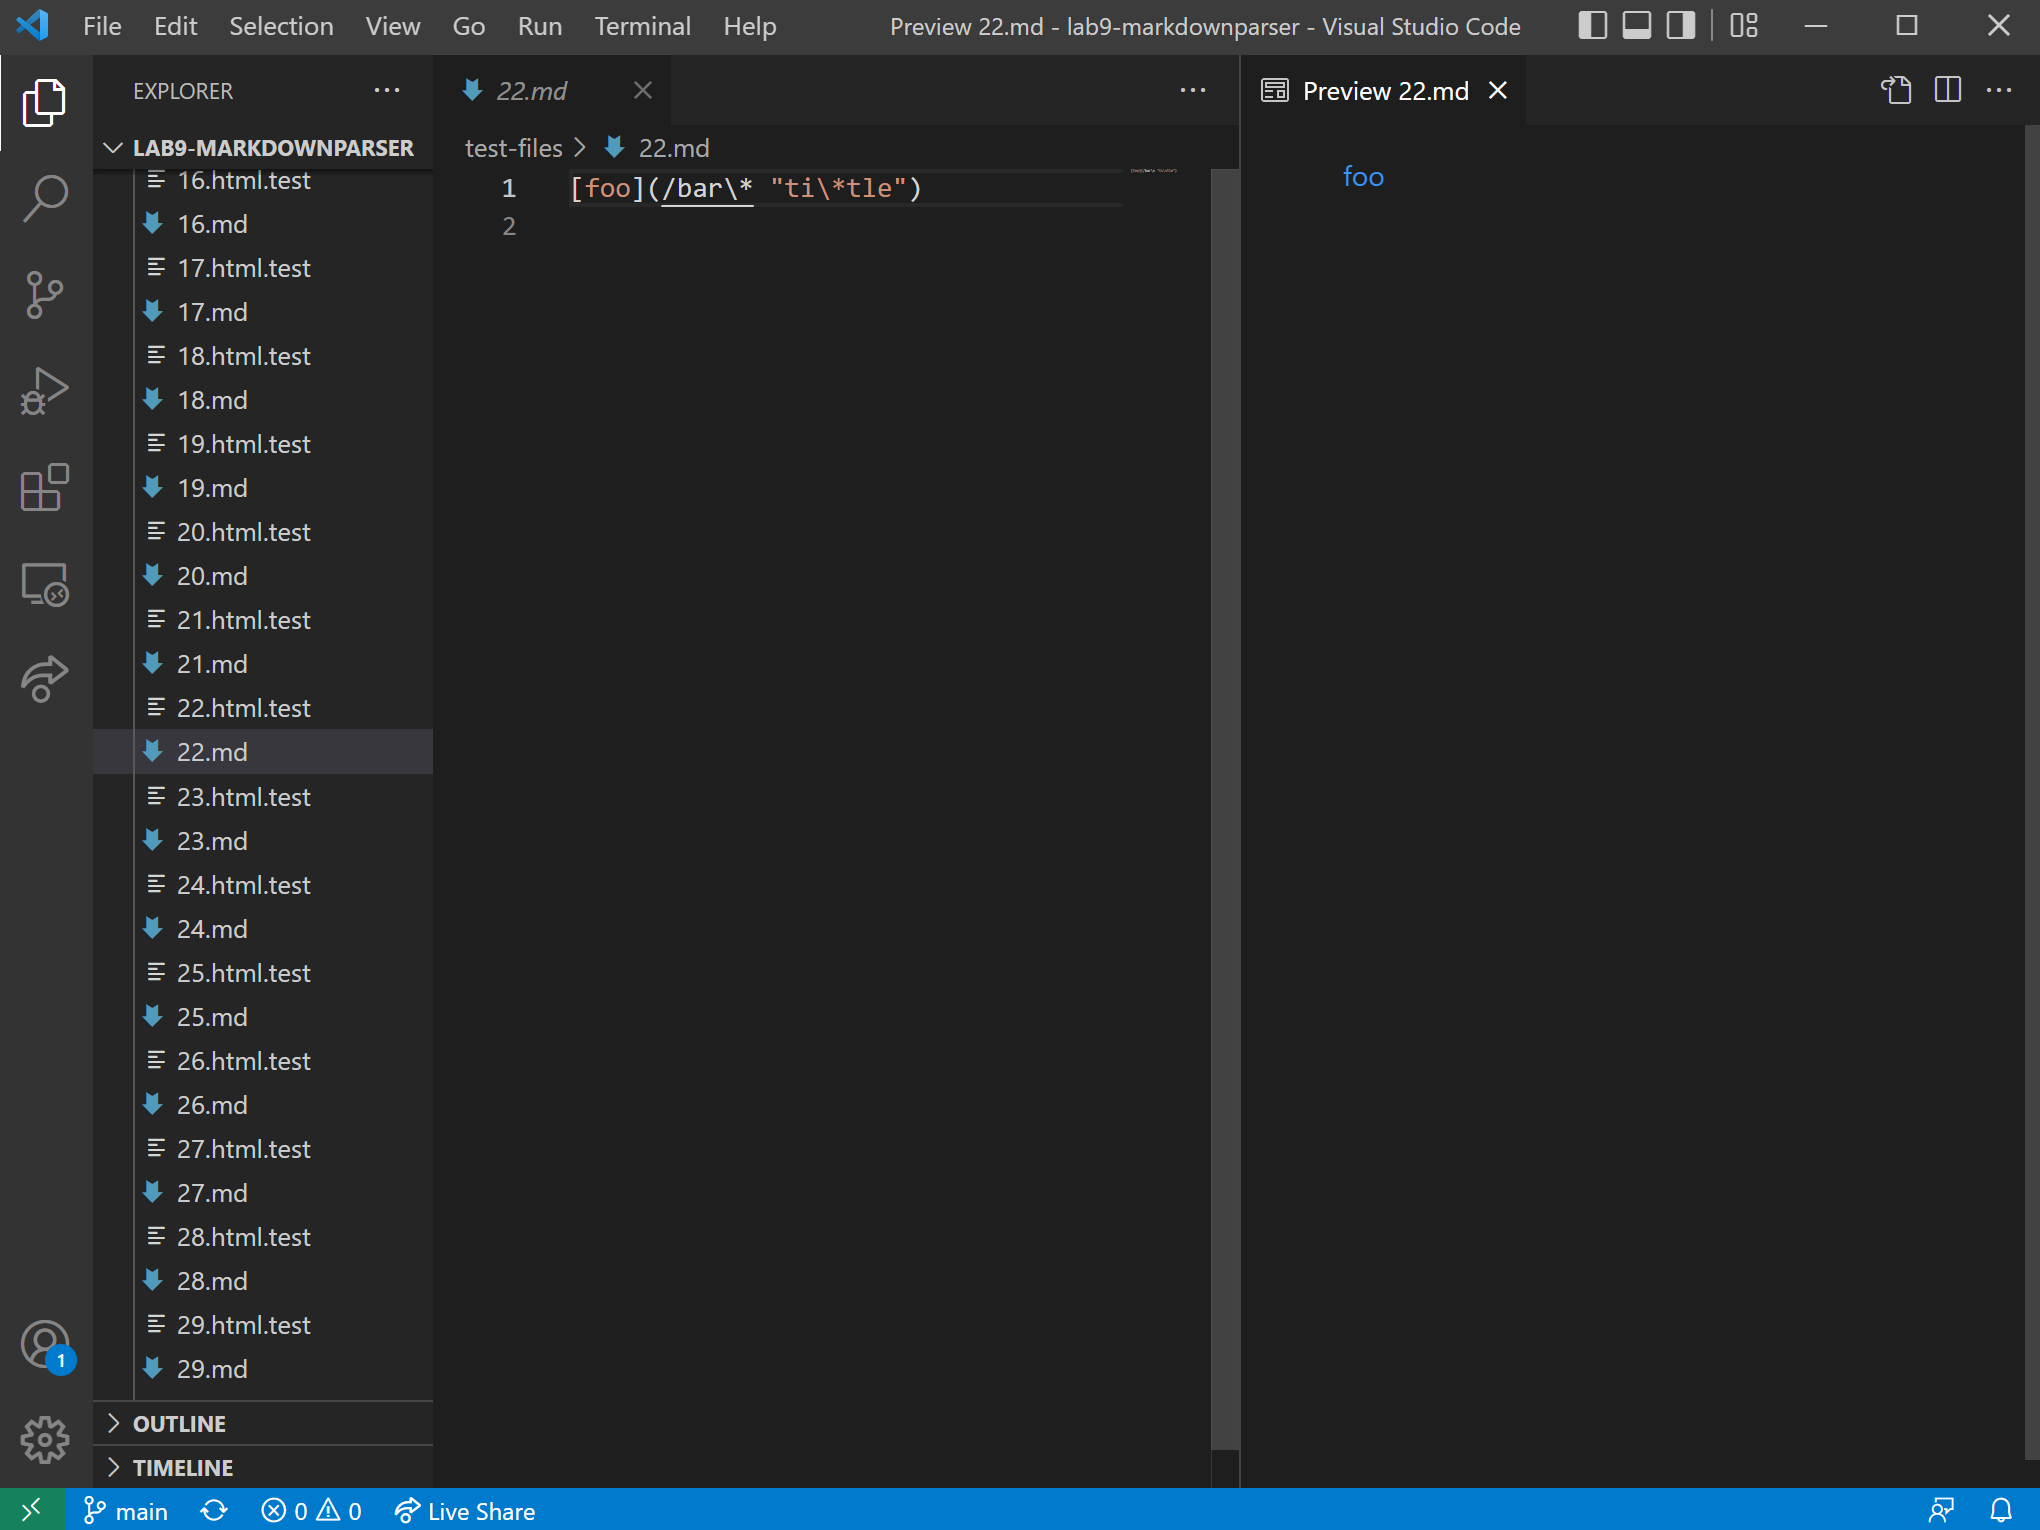 File Edit Selection View Go Run Terminal Help Preview 22.md - lab9-markdownparser - Visual Studio Code
EXPLORER
LAB9-MARKDOWNPARSER
16.html.test
16.md
17.html.test
17.md
18.html.test
18.md
19.html.test
19.md
20.html.test
20.md
21.html.test
21.md
22.html.test
22.md
23.html.test
23.md
24.html.test
24.md
25.html.test
25.md
26.html.test
26.md
27.html.test
27.md
28.html.test
28.md
29.html.test
29.md
OUTLINE
TIMELINE
22.md
test-files > 22.md
1 [foo](/bar\* "ti\*tle")
2
Preview 22.md
foo
1
main 0 0 Live Share